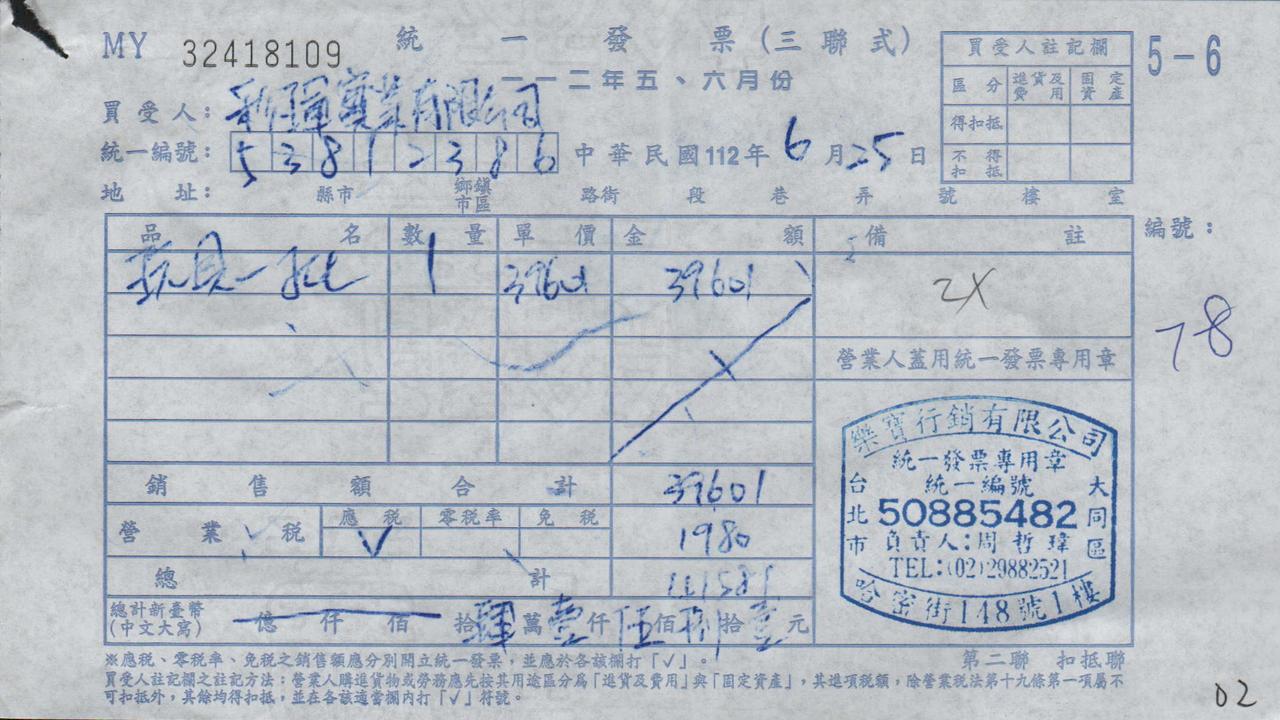 MY 32418109 統一發票(三聯式)
一一二年五、六月份
5-6
買受人註記欄
區分 進貨及費用 固定資產
得扣抵
不得扣抵
買受人: 實業有限公司
統一編號: 53812386 中華民國112年6月25日
地址: 縣市 鄉鎮市區 路街 段 巷 弄 號 樓 室
品名 數量 單價 金額 備註 編號:
玩具一批 1 39601 39601 2X
78
營業人蓋用統一發票專用章
銷售額合計 39601
營業稅 應稅 零稅率 免稅
V 1980
總計 41581
總計新臺幣(中文大寫) 億仟佰拾肆萬壹仟伍佰捌拾壹元
樂寶行銷有限公司
統一發票專用章
統一編號
50885482
台北市 大同區
負責人:周哲瑋
TEL:(02)29882521
哈密街148號1樓
第二聯 扣抵聯
※應稅、零稅率、免稅之銷售額應分別開立統一發票,並應於各該欄打「✓」。
買受人註記欄之註記方法:營業人購進貨物或勞務應先按其用途區分為「進貨及費用」與「固定資產」,其進項稅額,除營業稅法第十九條第一項屬不
可扣抵外,其餘均得扣抵,並在各該適當欄內打「✓」符號。
02